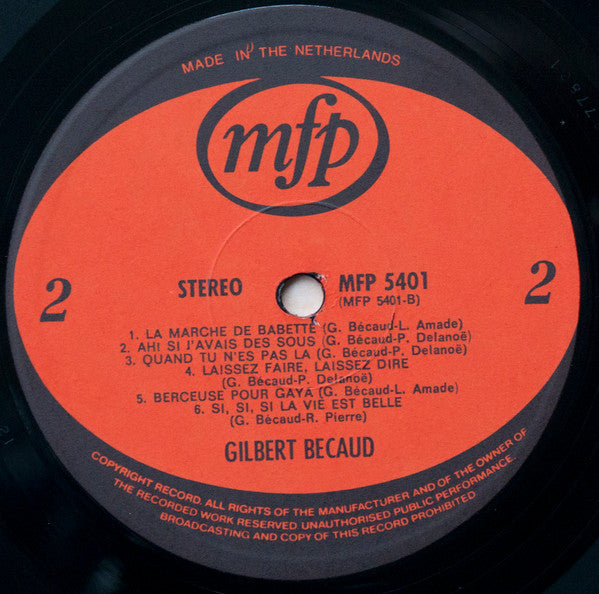 MADE IN THE NETHERLANDS
mfp
2
2
STEREO
MFP 5401
(MFP 5401-B)
1. LA MARCHE DE BABETTE (G. Bécaud-L. Amade)
2. AH! SI J'AVAIS DES SOUS (G. Bécaud-P. Delanoë)
3. QUAND TU N'ES PAS LA (G. Bécaud-P. Delanoë)
4. LAISSEZ FAIRE, LAISSEZ DIRE
(G. Bécaud-P. Delanoë)
5. BERCEUSE POUR GAYA (G. Bécaud-L. Amade)
6. SI, SI, SI LA VIE EST BELLE
(G. Bécaud-R. Pierre)
GILBERT BECAUD
COPYRIGHT RECORD. ALL RIGHTS OF THE MANUFACTURER AND OF THE OWNER OF
THE RECORDED WORK RESERVED UNAUTHORISED PUBLIC PERFORMANCE.
BROADCASTING AND COPY OF THIS RECORD PROHIBITED